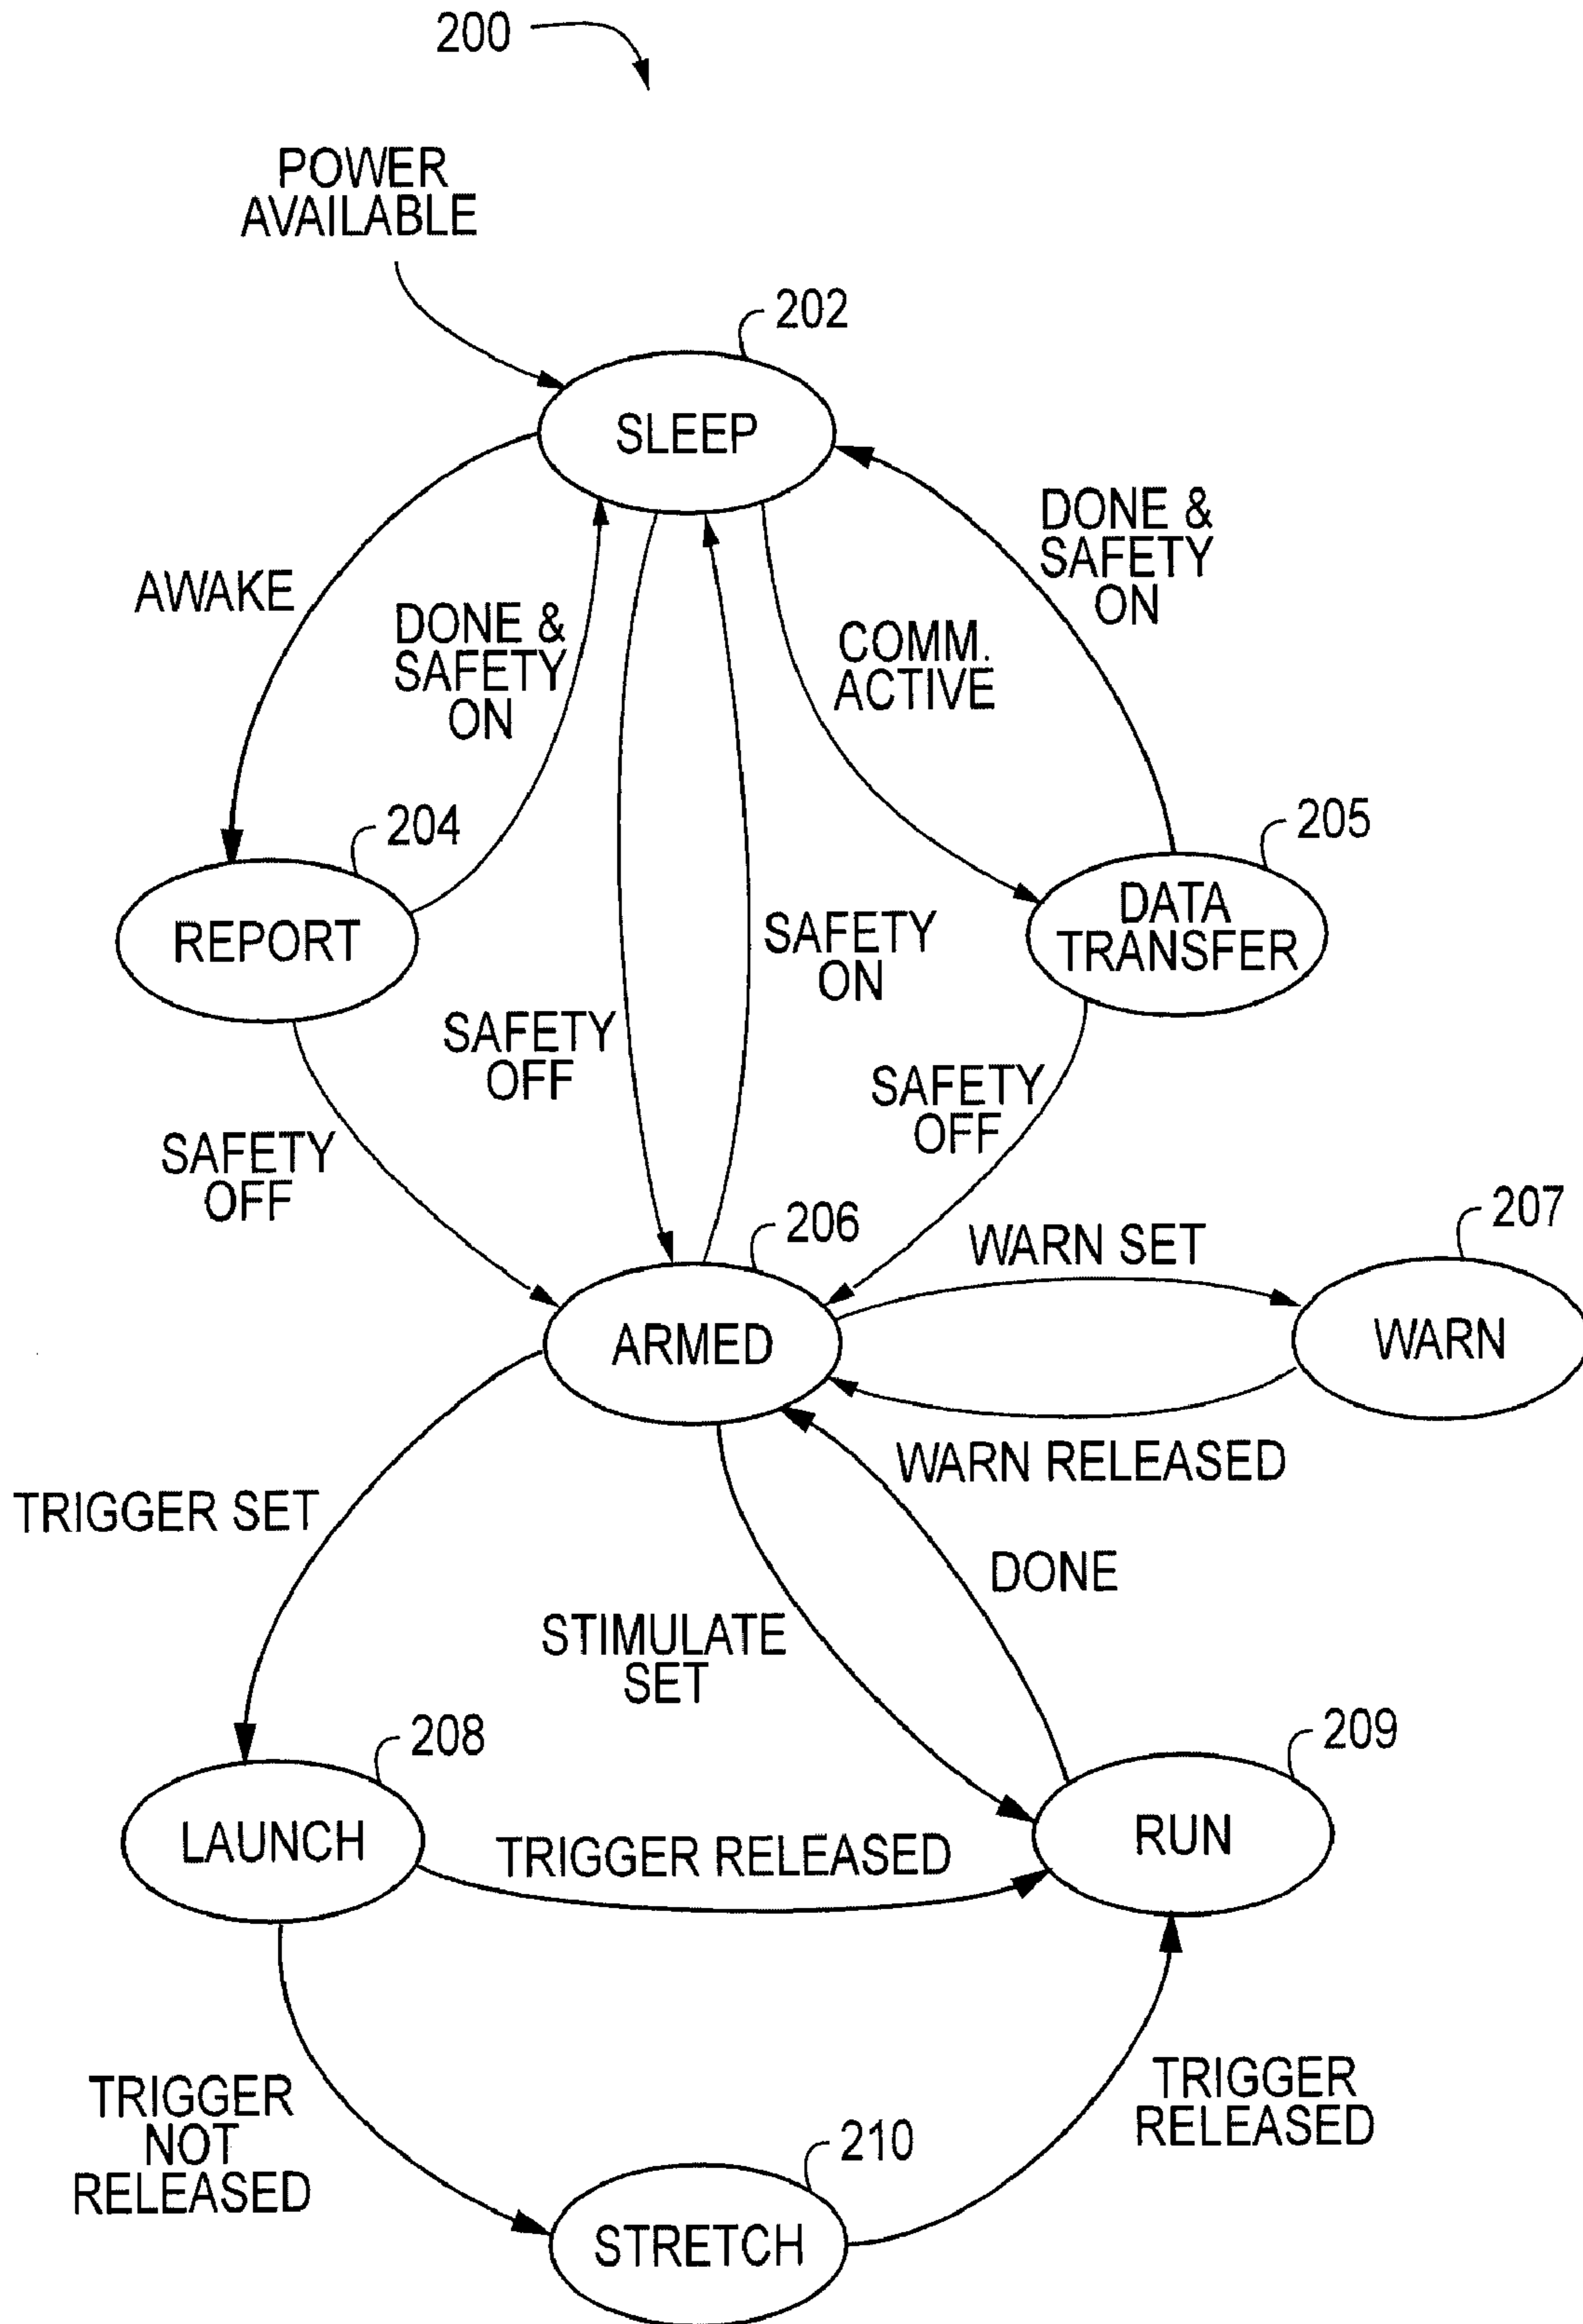 200
POWER
AVAILABLE
202
SLEEP
DONE &
SAFETY
ON
AWAKE
DONE &
SAFETY
ON
COMM.
ACTIVE
204
205
REPORT
DATA
TRANSFER
SAFETY
ON
SAFETY
OFF
SAFETY
OFF
SAFETY
OFF
206
207
WARN SET
ARMED
WARN
WARN RELEASED
TRIGGER SET
DONE
STIMULATE
SET
208
209
LAUNCH
TRIGGER RELEASED
RUN
TRIGGER
NOT
RELEASED
TRIGGER
RELEASED
210
STRETCH